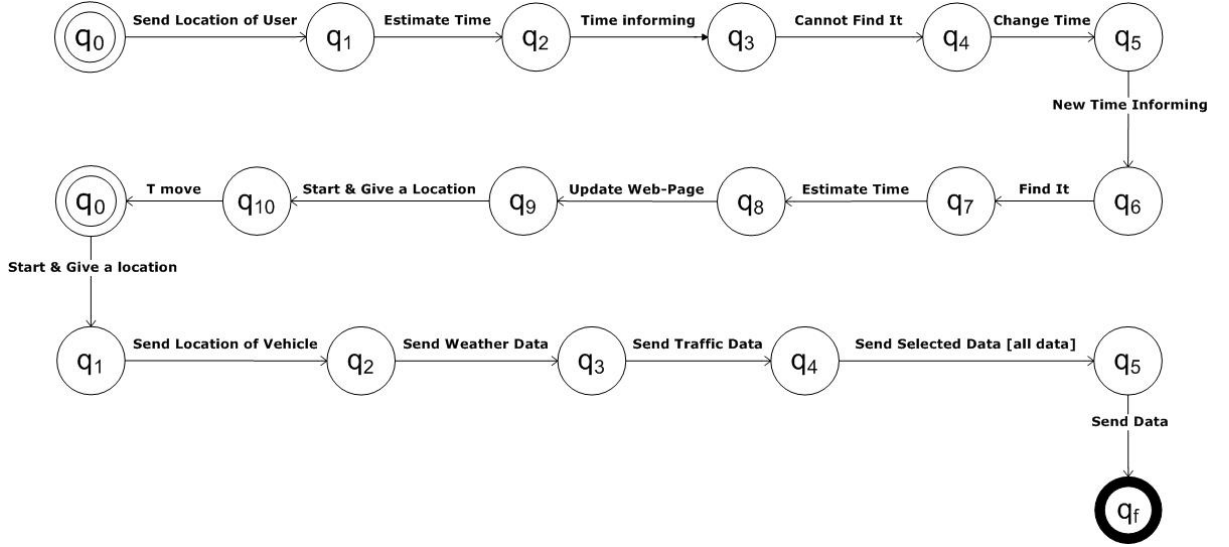 Send Location of User Estimate Time Time informing Cannot Find It Change Time
q0 q1 q2 q3 q4 q5
New Time Informing
T move Start & Give a Location Update Web-Page Estimate Time Find It
q0 q10 q9 q8 q7 q6
Start & Give a location
Send Location of Vehicle Send Weather Data Send Traffic Data Send Selected Data [all data]
q1 q2 q3 q4 q5
Send Data
qf